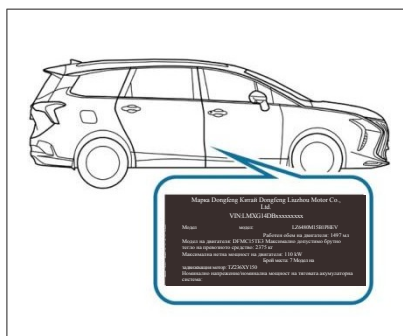 Марка Dongfeng Китай Dongfeng Liuzhou Motor Co.,
Ltd.
VIN:LMXG14DBxxxxxxxxx
Модел модел: LZ6480M15H3PHEV
Работен обем на двигателя: 1497 мл
Модел на двигателя: DFMC15TE3 Максимално допустимо брутно
тегло на превозното средство: 2375 кг
Максимална нетна мощност на двигателя: 110 kW
Брой места: 7 Модел на
задвижващия мотор: TZ236XY150
Номинално напрежение/номинална мощност на тяговата акумулаторна
система: